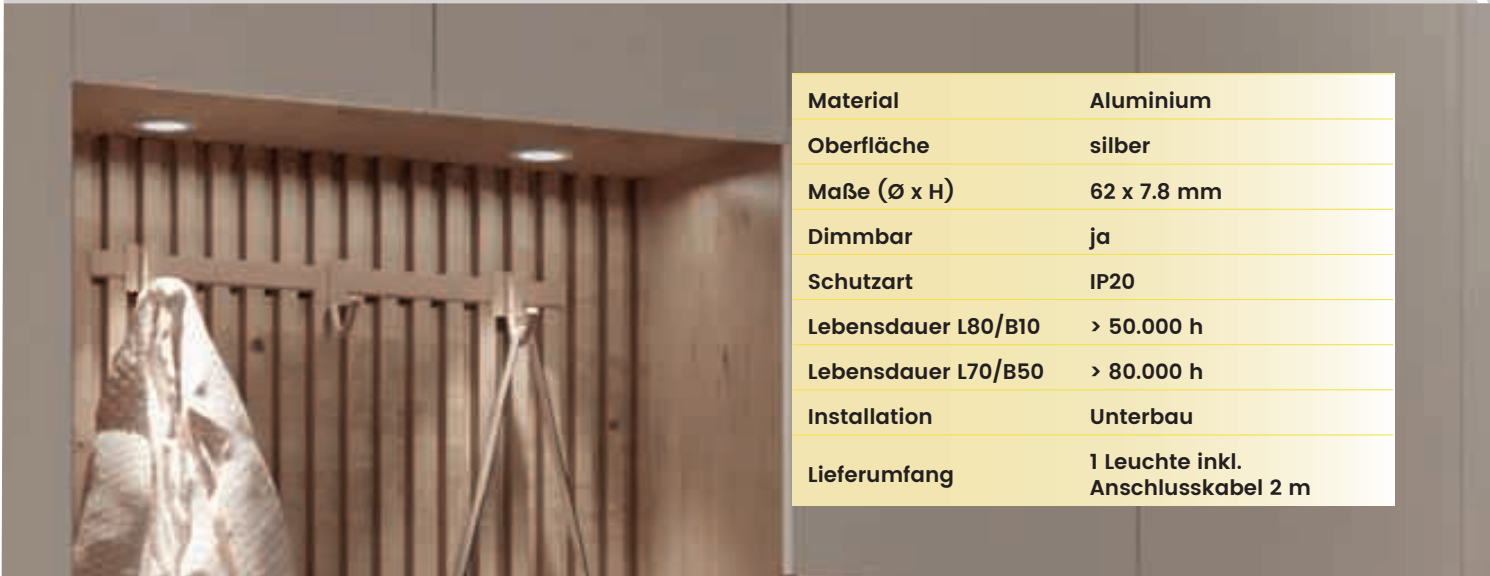 Material Aluminium
Oberfläche silber
Maße (Ø x H) 62 x 7.8 mm
Dimmbar ja
Schutzart IP20
Lebensdauer L80/B10 > 50.000 h
Lebensdauer L70/B50 > 80.000 h
Installation Unterbau
Lieferumfang 1 Leuchte inkl.
Anschlusskabel 2 m